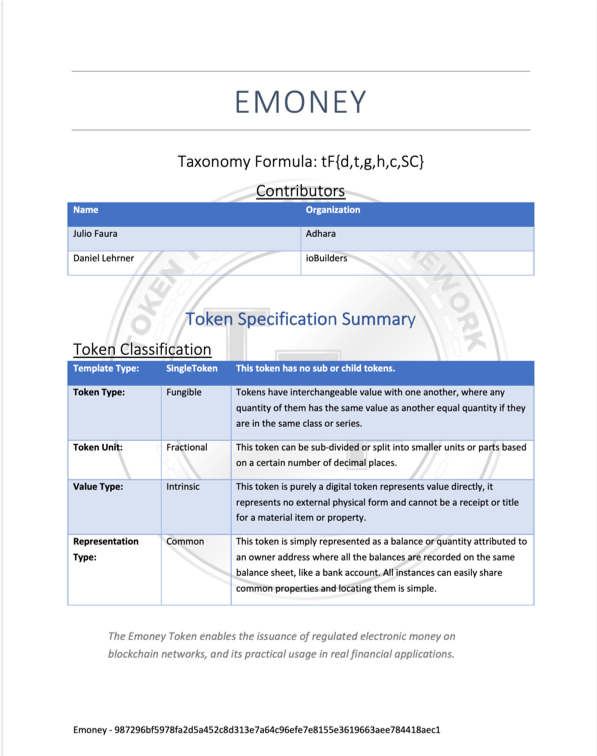 EMONEY
Taxonomy Formula: tF{d,t,g,h,c,SC}
Contributors
Name Organization
Julio Faura Adhara
Daniel Lehrner ioBuilders
Token Specification Summary
Token Classification
Template Type: SingleToken This token has no sub or child tokens.
Token Type: Fungible Tokens have interchangeable value with one another, where any
quantity of them has the same value as another equal quantity if they
are in the same class or series.
Token Unit: Fractional This token can be sub-divided or split into smaller units or parts based
on a certain number of decimal places.
Value Type: Intrinsic This token is purely a digital token represents value directly, it
represents no external physical form and cannot be a receipt or title
for a material item or property.
Representation Common This token is simply represented as a balance or quantity attributed to
Type: an owner address where all the balances are recorded on the same
balance sheet, like a bank account. All instances can easily share
common properties and locating them is simple.
The Emoney Token enables the issuance of regulated electronic money on
blockchain networks, and its practical usage in real financial applications.
Emoney - 987296bf5978fa2d5a452c8d313e7a64c96efe7e8155e3619663aee784418aec1